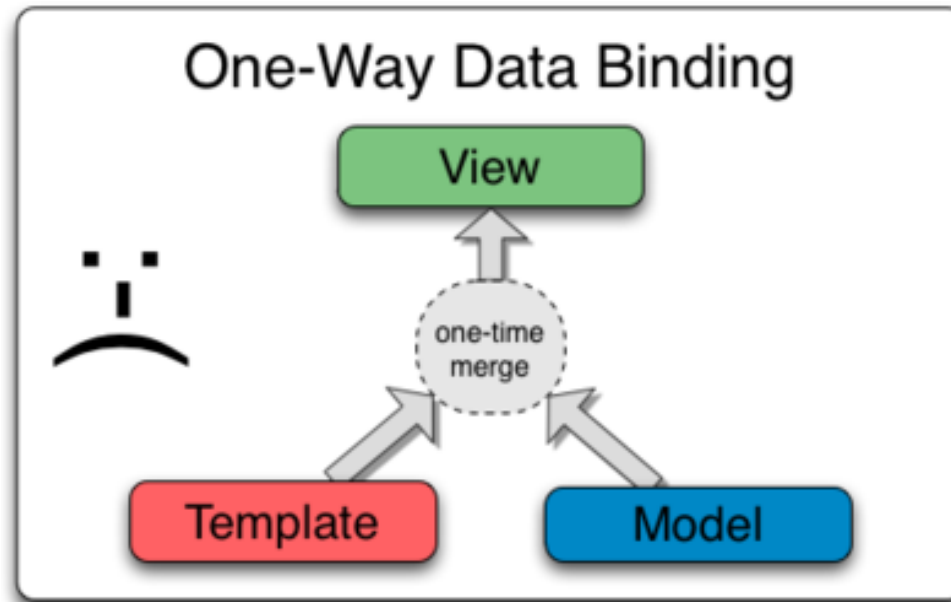 One-Way Data Binding
View
one-time
merge
Template
Model